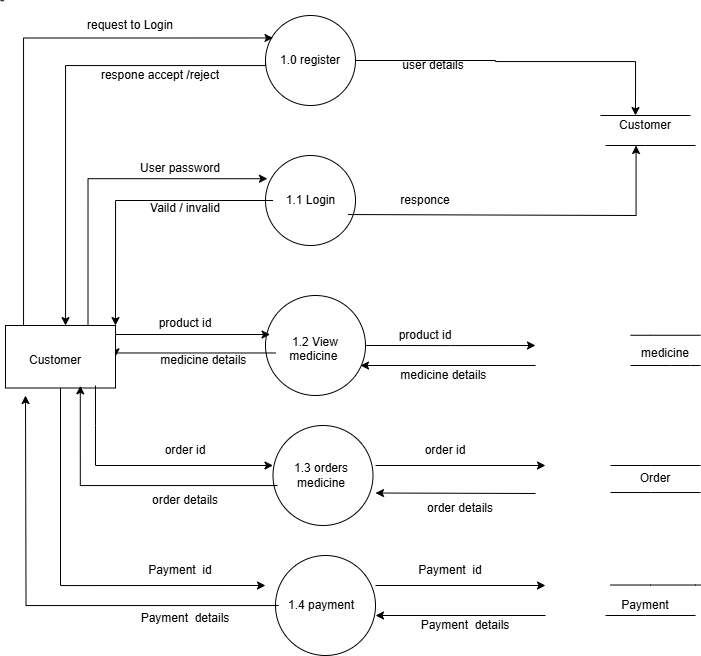 request to Login
1.0 register
respone accept /reject
user details
Customer
User password
1.1 Login
Vaild / invalid
responce
product id
1.2 View
medicine
product id
medicine
Customer
medicine details
medicine details
order id
1.3 orders
medicine
order id
Order
order details
order details
Payment  id
Payment  id
1.4 payment
Payment
Payment  details
Payment  details